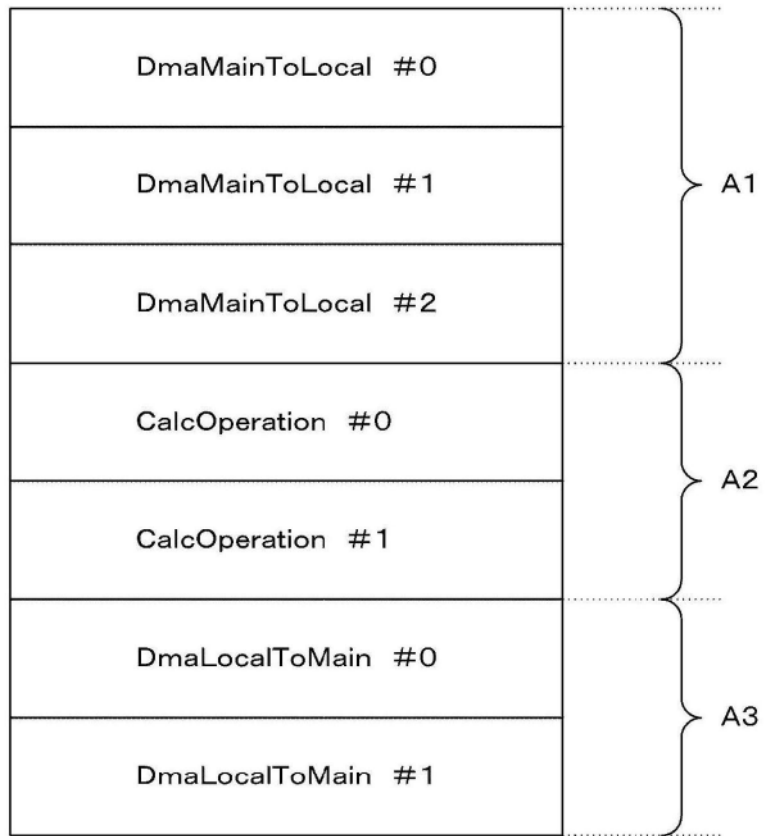 DmaMainToLocal #0
DmaMainToLocal #1
A1
DmaMainToLocal #2
CalcOperation #0
A2
CalcOperation #1
DmaLocalToMain #0
A3
DmaLocalToMain #1